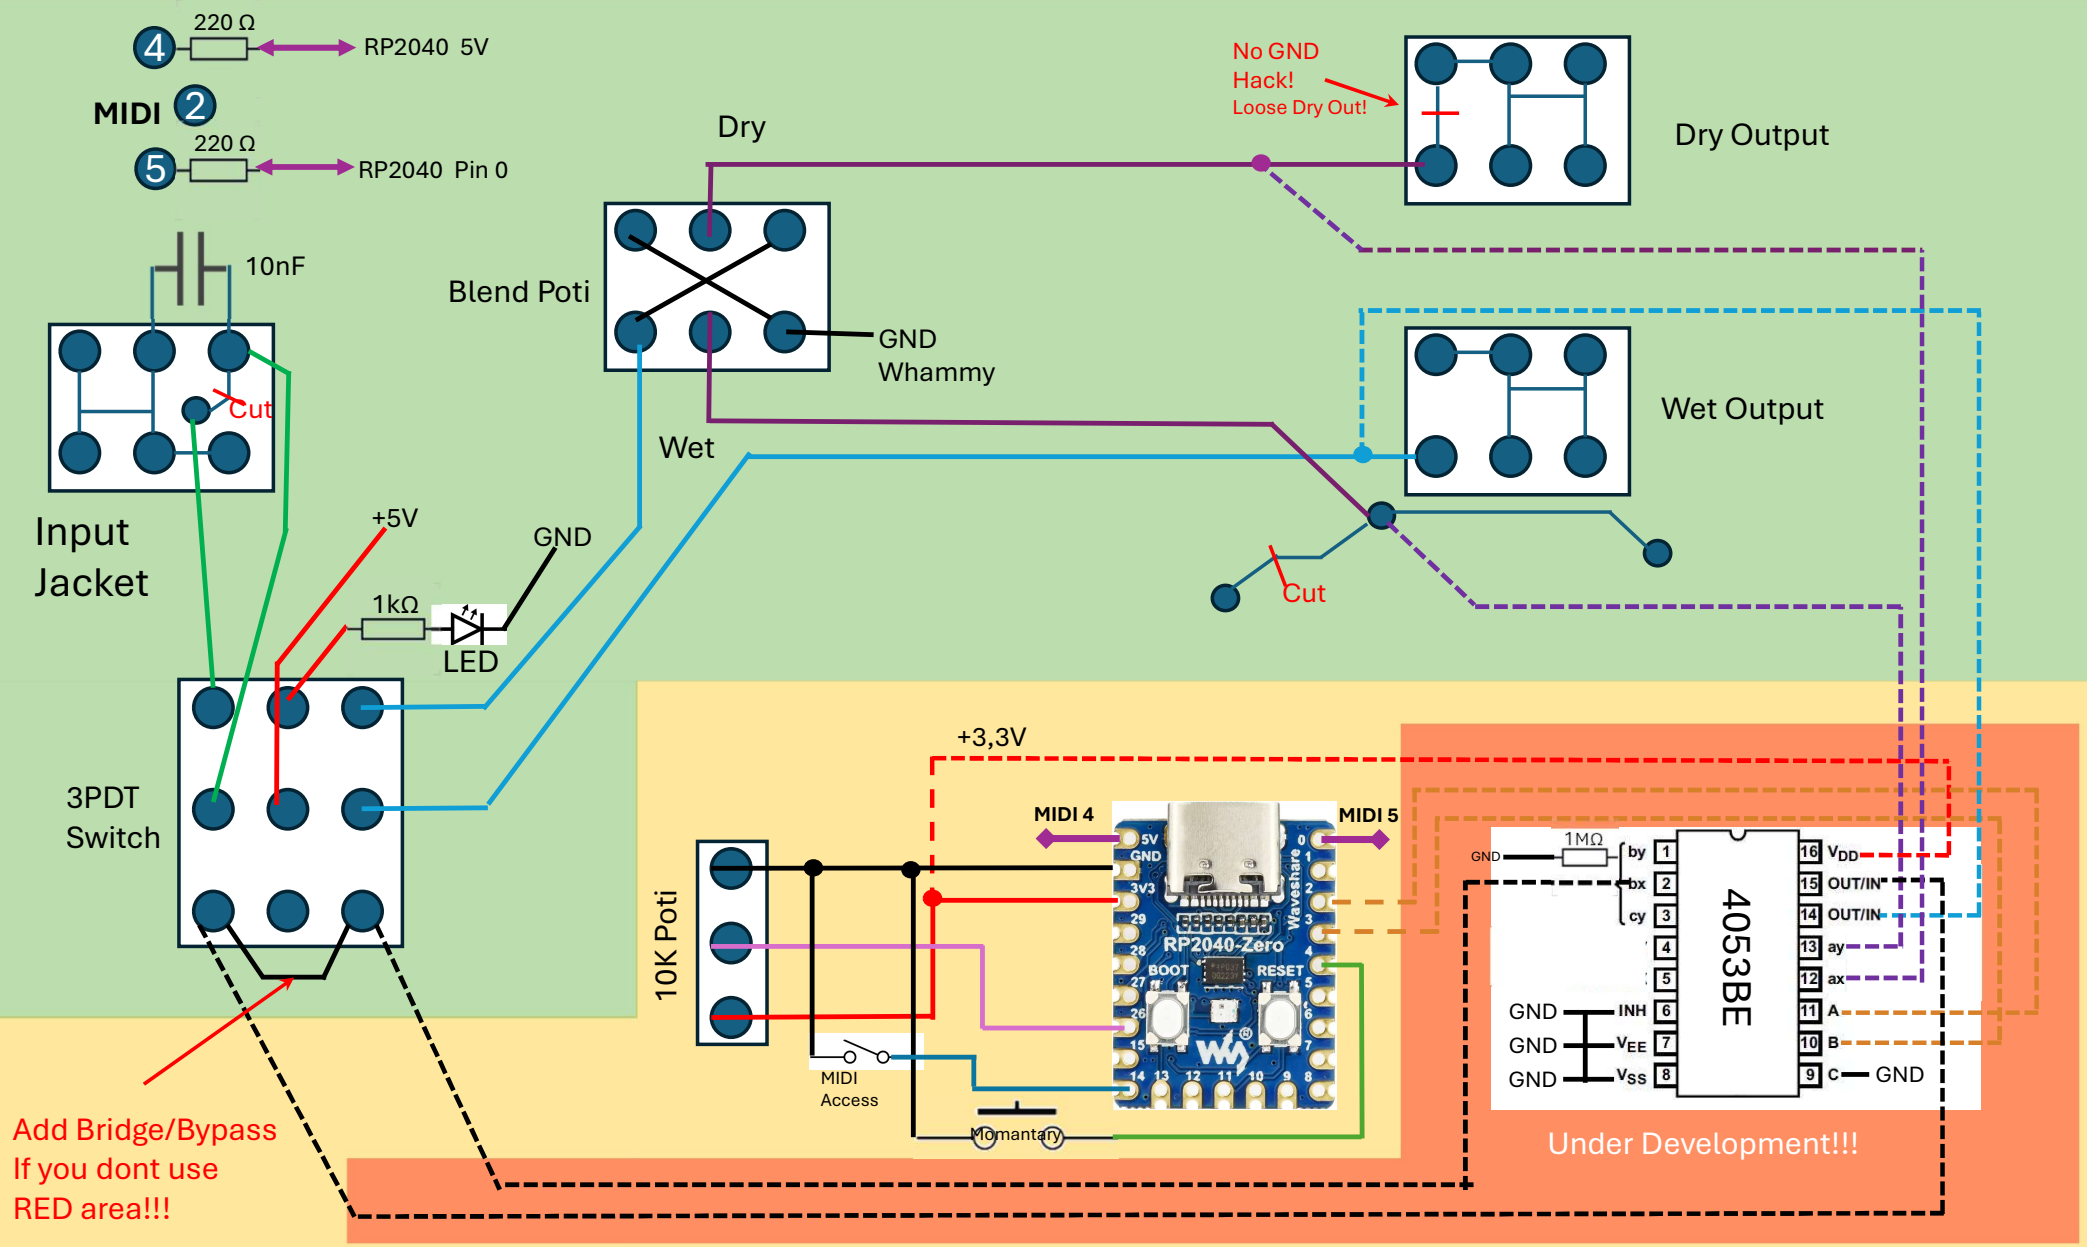 4
220 Ω
RP2040  5V
MIDI
2
220 Ω
5
RP2040  Pin 0
10nF
Cut
Input
Jacket
Dry
Blend Poti
GND
Whammy
Wet
No GND
Hack!
Loose Dry Out!
Dry Output
Wet Output
Cut
+5V
GND
1kΩ
LED
3PDT
Switch
Add Bridge/Bypass
If you dont use
RED area!!!
+3,3V
10K Poti
MIDI 4
MIDI 5
5V
GND
3V3
29
28
27
26
15
14
13
12
11
10
9
8
0
1
2
3
4
5
6
7
Waveshare
RP2040-Zero
BOOT
RESET
MIDI
Access
Momantary
1MΩ
GND
by
1
bx
2
cy
3
4
5
GND
INH
6
GND
VEE
7
GND
VSS
8
4053BE
16
VDD
15
OUT/IN
14
OUT/IN
13
ay
12
ax
11
A
10
B
9
C
GND
Under Development!!!